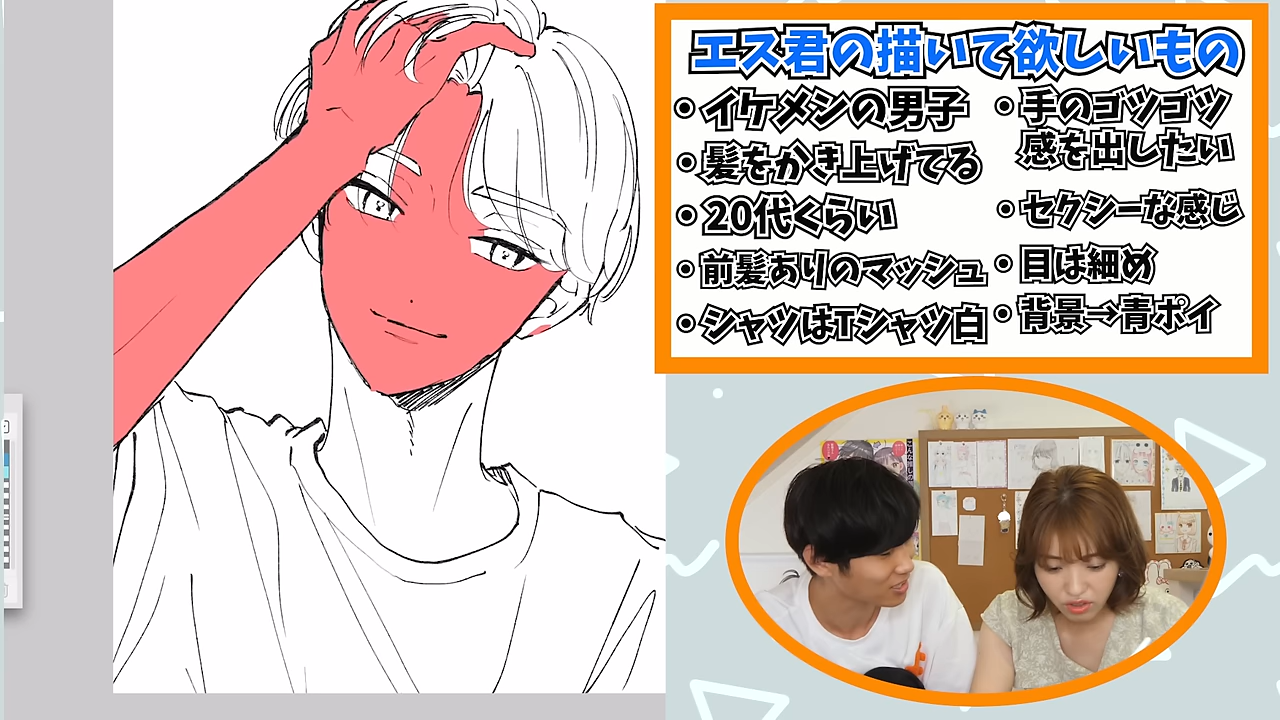 エス君の描いて欲しいもの
・イケメンの男子
・髪をかき上げてる
・20代くらい
・前髪ありのマッシュ
・シャツはTシャツ白
・手のゴツゴツ
感を出したい
・セクシーな感じ
・目は細め
・背景→青ポイ